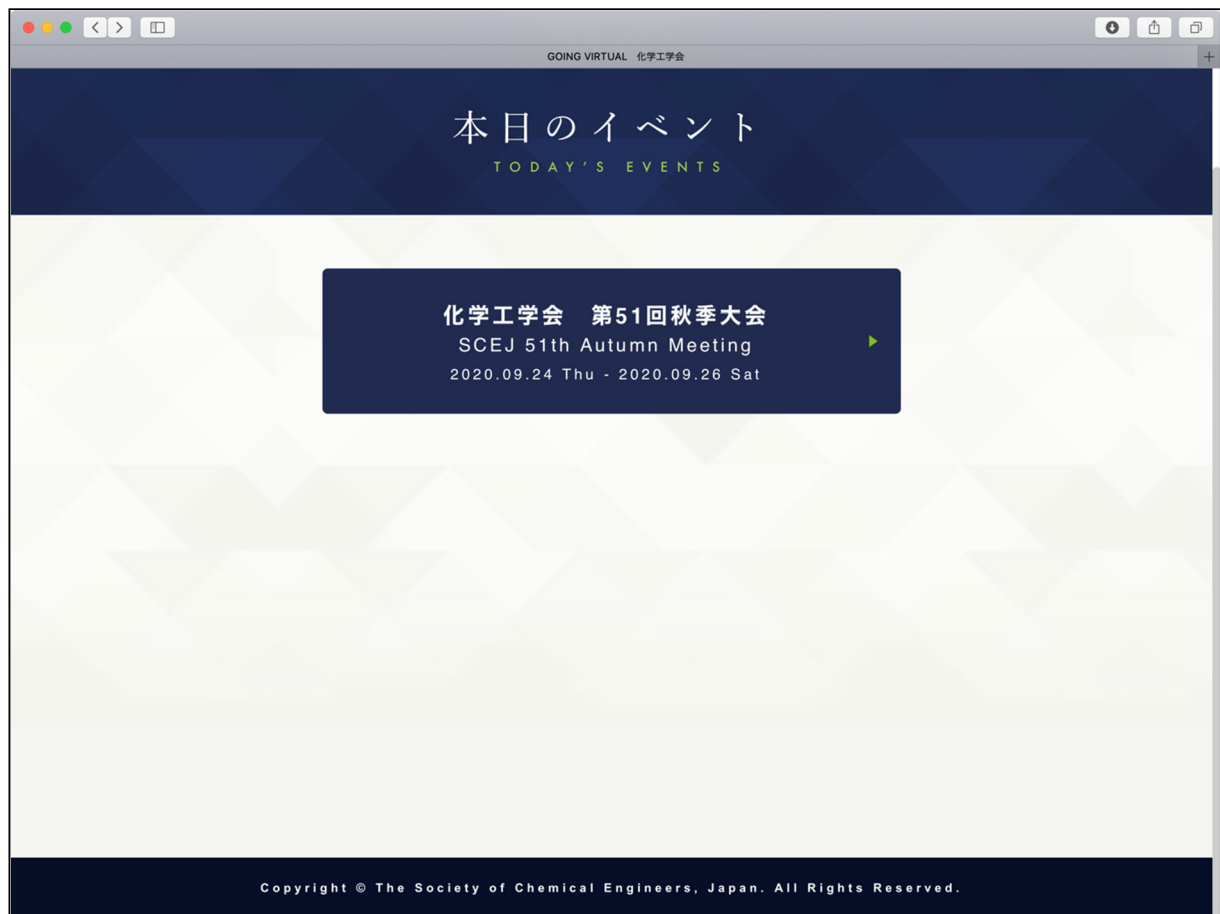 GOING VIRTUAL　化学工学会
本日のイベント
TODAY'S EVENTS
化学工学会　第51回秋季大会
SCEJ 51th Autumn Meeting
2020.09.24 Thu - 2020.09.26 Sat
Copyright © The Society of Chemical Engineers, Japan. All Rights Reserved.